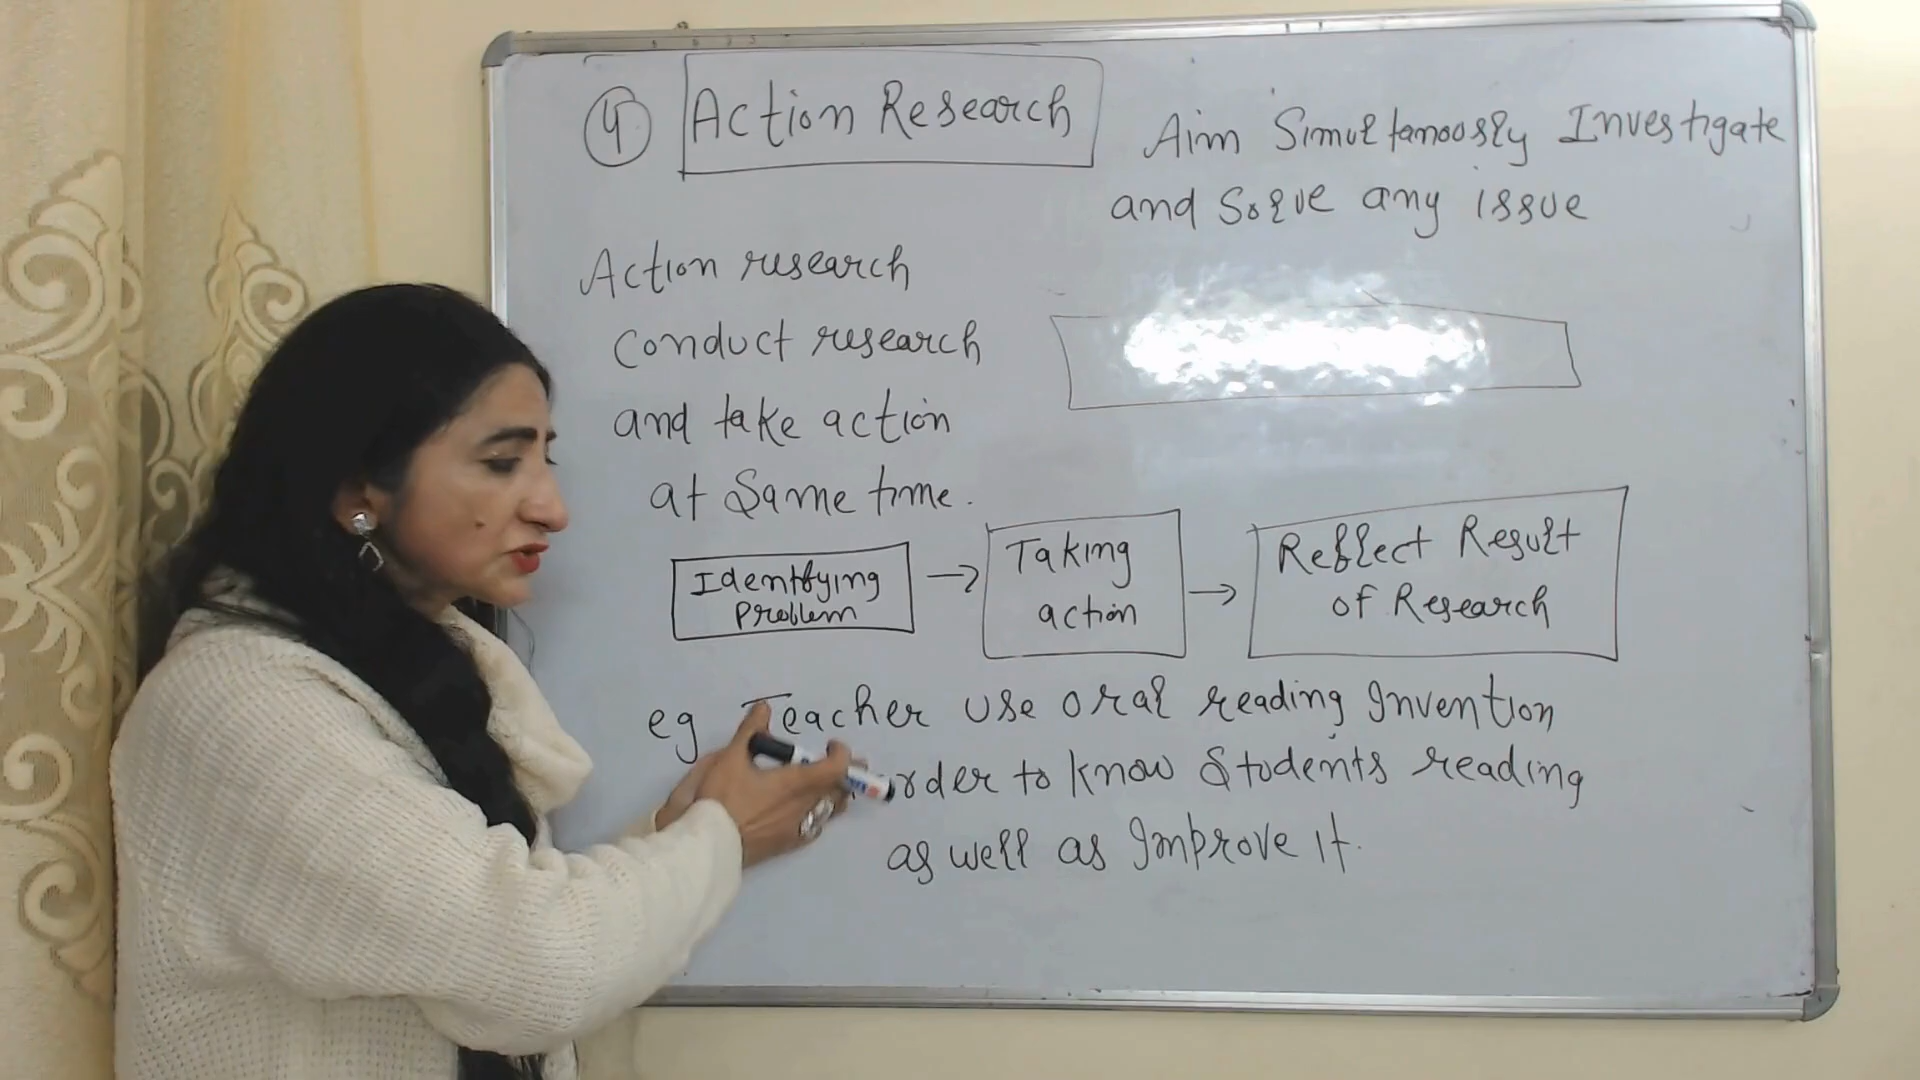 4 Action Research
Aim Simultanoosly Investigate
and solve any issue
Action research
conduct research
and take action
at Same time.
Identifying
Problem
Taking
action
Reflect Result
of Research
eg Teacher use oral reading Invention
order to know Students reading
as well as Improve it.